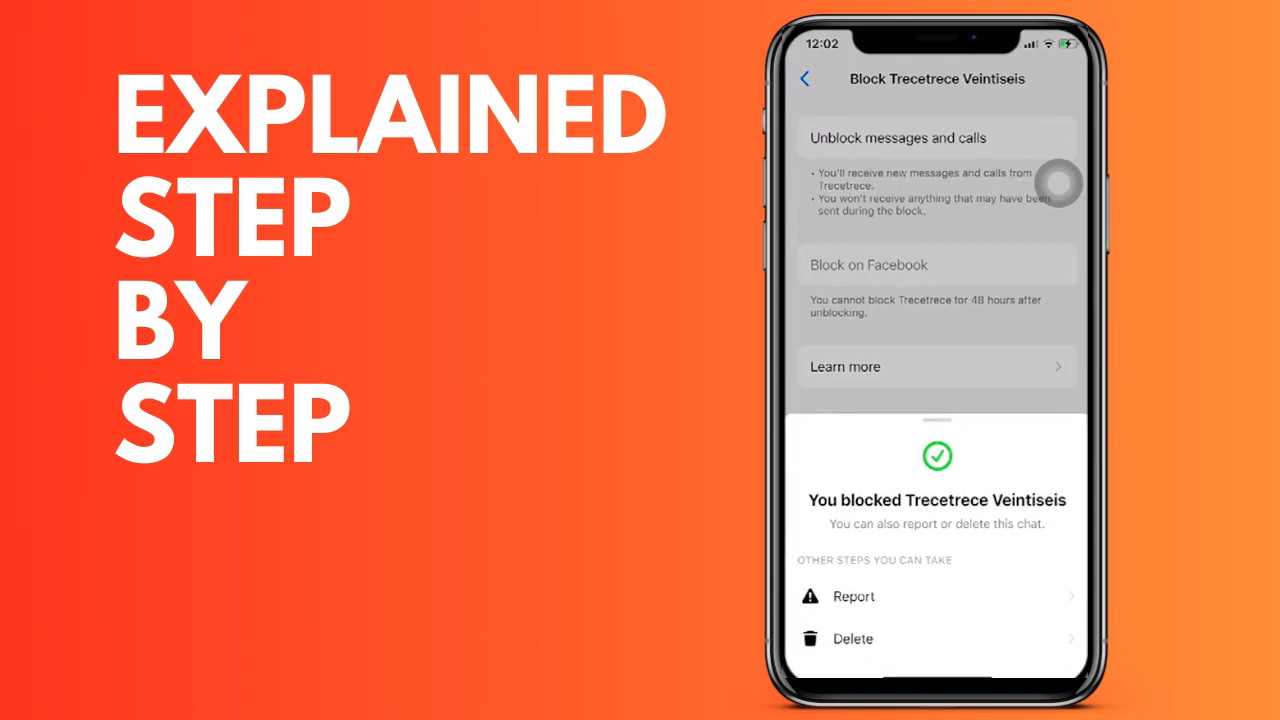 EXPLAINED
STEP
BY
STEP
12:02
Block Trecetrece Veintiseis
Unblock messages and calls
• You'll receive new messages and calls from
Trecetrece.
• You won't receive anything that may have been
sent during the block.
Block on Facebook
You cannot block Trecetrece for 48 hours after
unblocking.
Learn more
You blocked Trecetrece Veintiseis
You can also report or delete this chat.
OTHER STEPS YOU CAN TAKE
Report
Delete